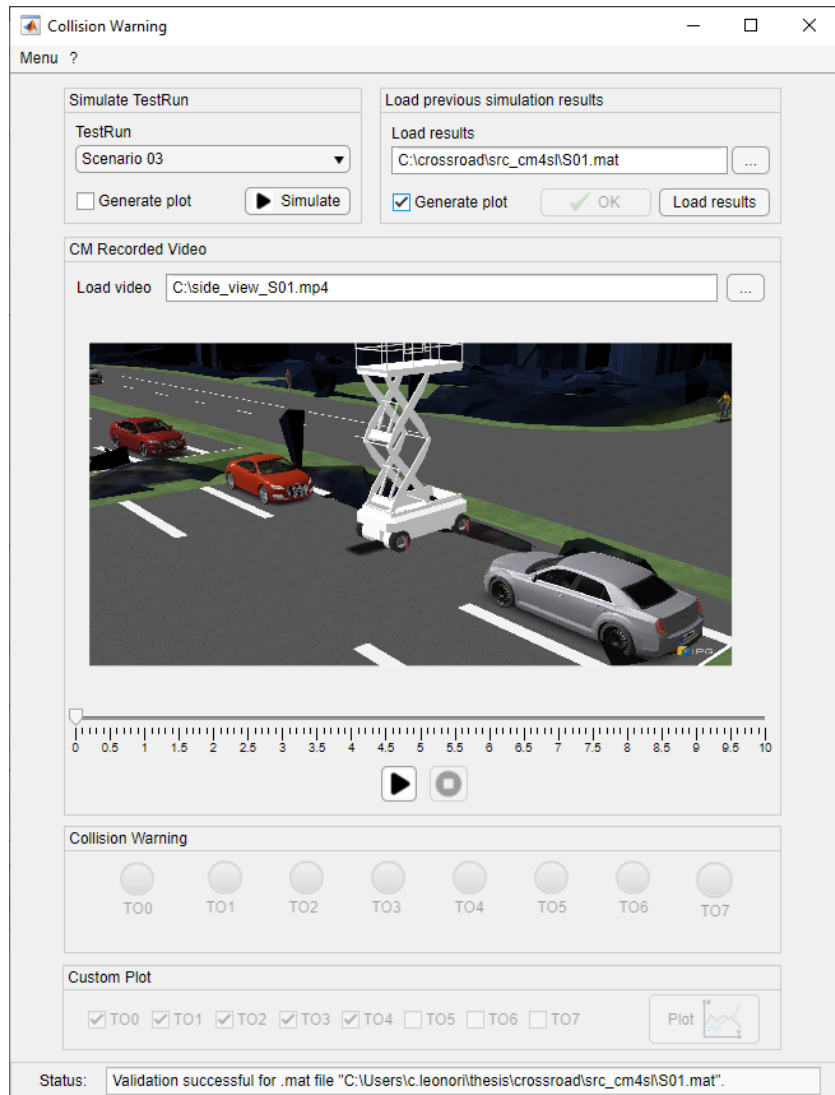 Collision Warning
Menu ?
Simulate TestRun
TestRun
Scenario 03
Generate plot
Simulate
Load previous simulation results
Load results
C:\crossroad\src_cm4sl\S01.mat
...
Generate plot
OK
Load results
CM Recorded Video
Load video C:\side_view_S01.mp4 ...
IPG
0 0.5 1 1.5 2 2.5 3 3.5 4 4.5 5 5.5 6 6.5 7 7.5 8 8.5 9 9.5 10
Collision Warning
TO0 TO1 TO2 TO3 TO4 TO5 TO6 TO7
Custom Plot
TO0 TO1 TO2 TO3 TO4 TO5 TO6 TO7 Plot
Status: Validation successful for .mat file "C:\Users\c.leonori\thesis\crossroad\src_cm4sl\S01.mat".